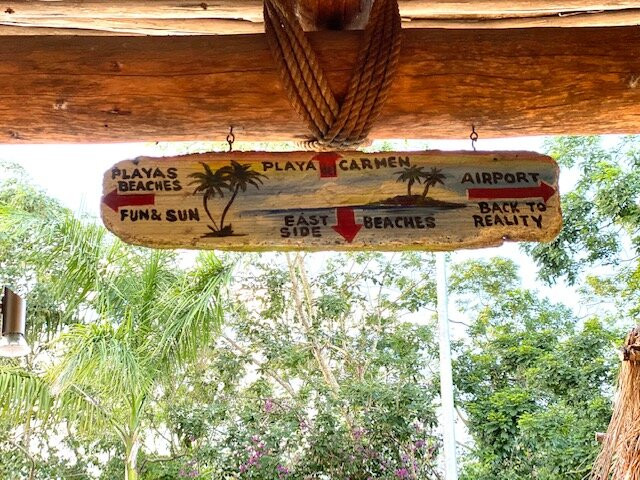 PLAYAS
BEACHES
FUN & SUN
PLAYA CARMEN
EAST
SIDE BEACHES
AIRPORT
BACK TO
REALITY